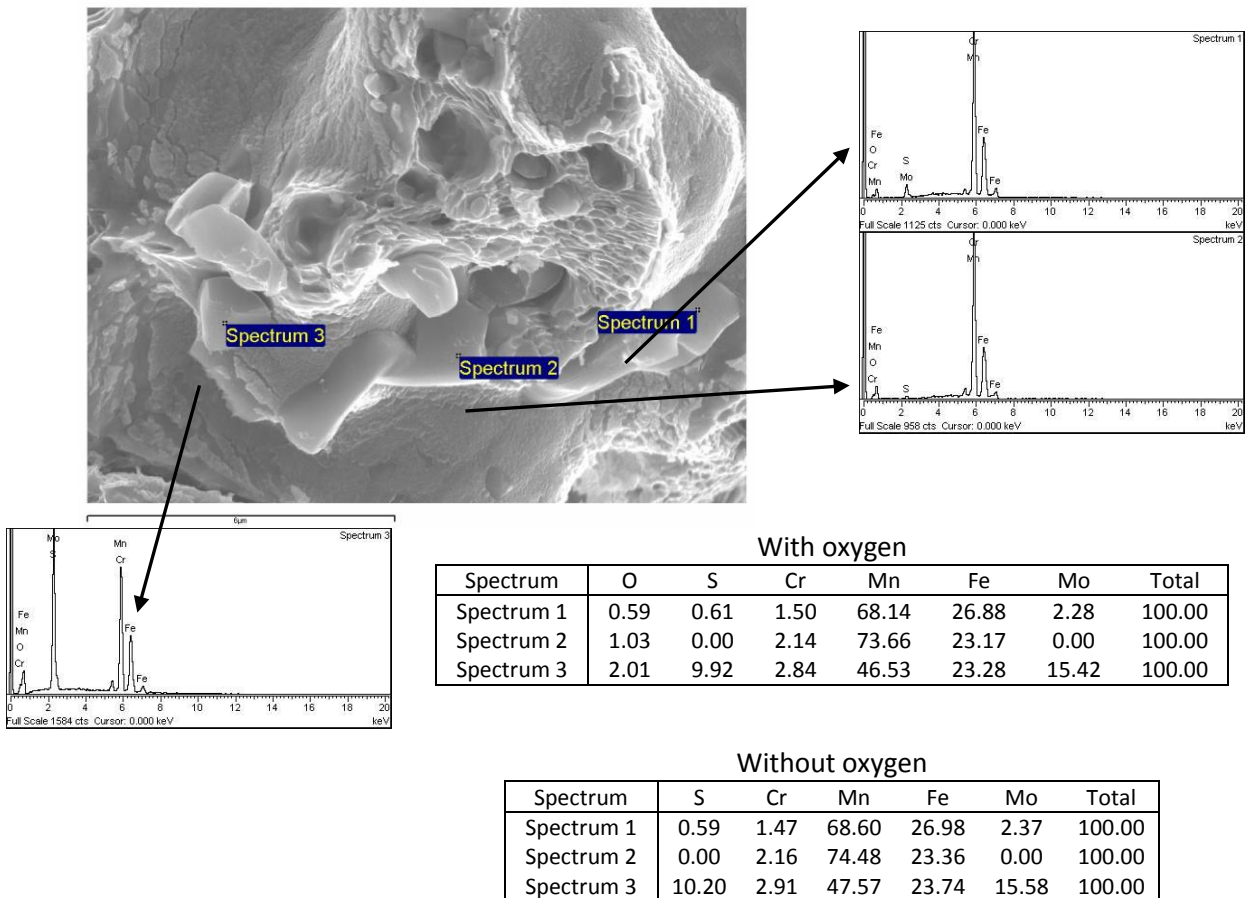 Spectrum 3
Spectrum 2
Spectrum 1
6µm
Spectrum 1
Cr
Mn
Fe
O
Cr
Mn
S
Mo
Fe
Fe
0 2 4 6 8 10 12 14 16 18 20
Full Scale 1125 cts Cursor: 0.000 keV
keV
Spectrum 2
Cr
Mn
Fe
Mn
O
Cr
S
Fe
Fe
0 2 4 6 8 10 12 14 16 18 20
Full Scale 958 cts Cursor: 0.000 keV
keV
Spectrum 3
Mo
S
Mn
Cr
Fe
Mn
O
Cr
Fe
Fe
0 2 4 6 8 10 12 14 16 18 20
Full Scale 1584 cts Cursor: 0.000 keV
keV
With oxygen
Spectrum O S Cr Mn Fe Mo Total
Spectrum 1 0.59 0.61 1.50 68.14 26.88 2.28 100.00
Spectrum 2 1.03 0.00 2.14 73.66 23.17 0.00 100.00
Spectrum 3 2.01 9.92 2.84 46.53 23.28 15.42 100.00
Without oxygen
Spectrum S Cr Mn Fe Mo Total
Spectrum 1 0.59 1.47 68.60 26.98 2.37 100.00
Spectrum 2 0.00 2.16 74.48 23.36 0.00 100.00
Spectrum 3 10.20 2.91 47.57 23.74 15.58 100.00